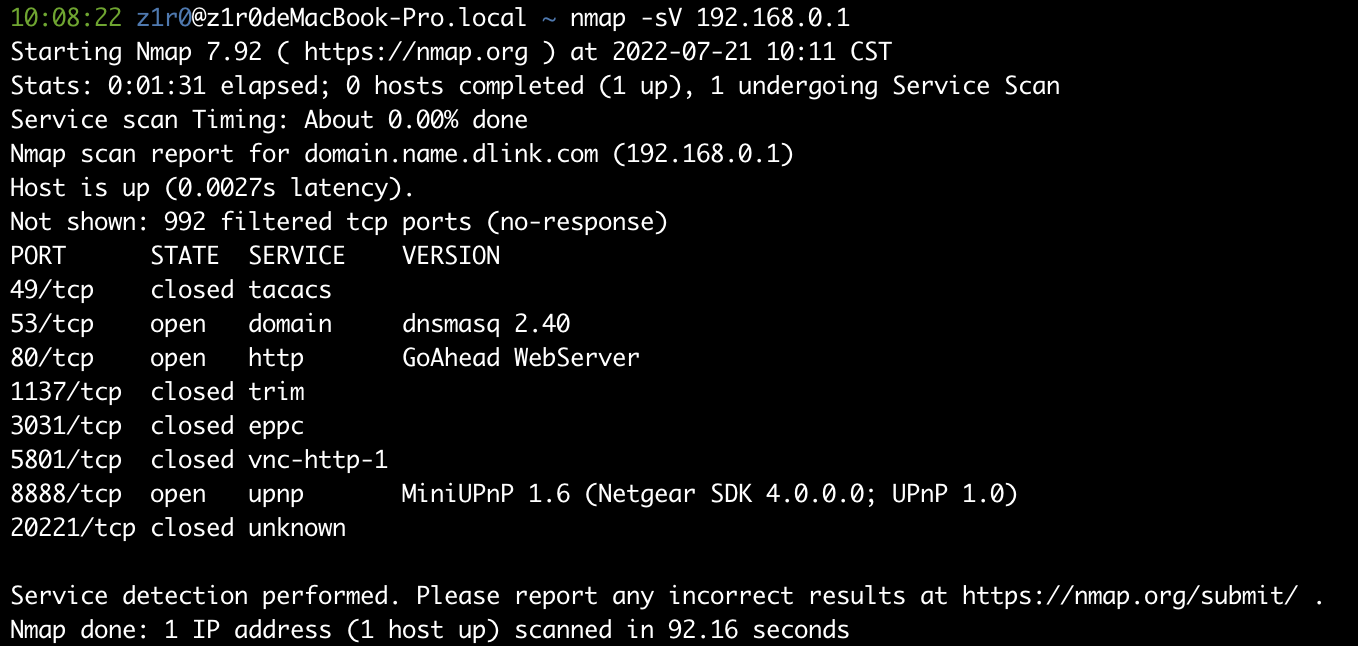 10:08:22 z1r0@z1r0deMacBook-Pro.local ~ nmap -sV 192.168.0.1
Starting Nmap 7.92 ( https://nmap.org ) at 2022-07-21 10:11 CST
Stats: 0:01:31 elapsed; 0 hosts completed (1 up), 1 undergoing Service Scan
Service scan Timing: About 0.00% done
Nmap scan report for domain.name.dlink.com (192.168.0.1)
Host is up (0.0027s latency).
Not shown: 992 filtered tcp ports (no-response)
PORT      STATE  SERVICE    VERSION
49/tcp    closed tacacs
53/tcp    open   domain     dnsmasq 2.40
80/tcp    open   http       GoAhead WebServer
1137/tcp  closed trim
3031/tcp  closed eppc
5801/tcp  closed vnc-http-1
8888/tcp  open   upnp       MiniUPnP 1.6 (Netgear SDK 4.0.0.0; UPnP 1.0)
20221/tcp closed unknown

Service detection performed. Please report any incorrect results at https://nmap.org/submit/ .
Nmap done: 1 IP address (1 host up) scanned in 92.16 seconds